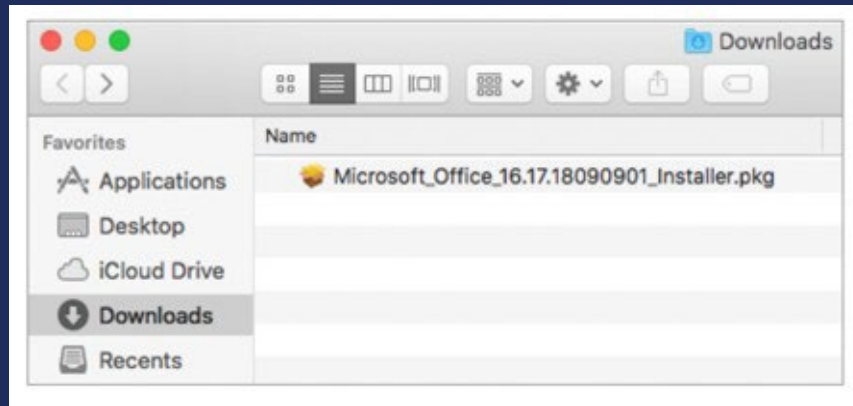 Downloads
Favorites
Name
Applications
Microsoft_Office_16.17.18090901_Installer.pkg
Desktop
iCloud Drive
Downloads
Recents